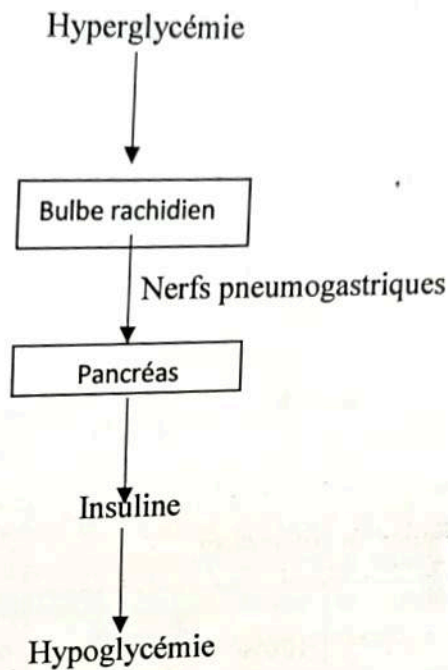 Hyperglycémie
Bulbe rachidien
Nerfs pneumogastriques
Pancréas
Insuline
Hypoglycémie